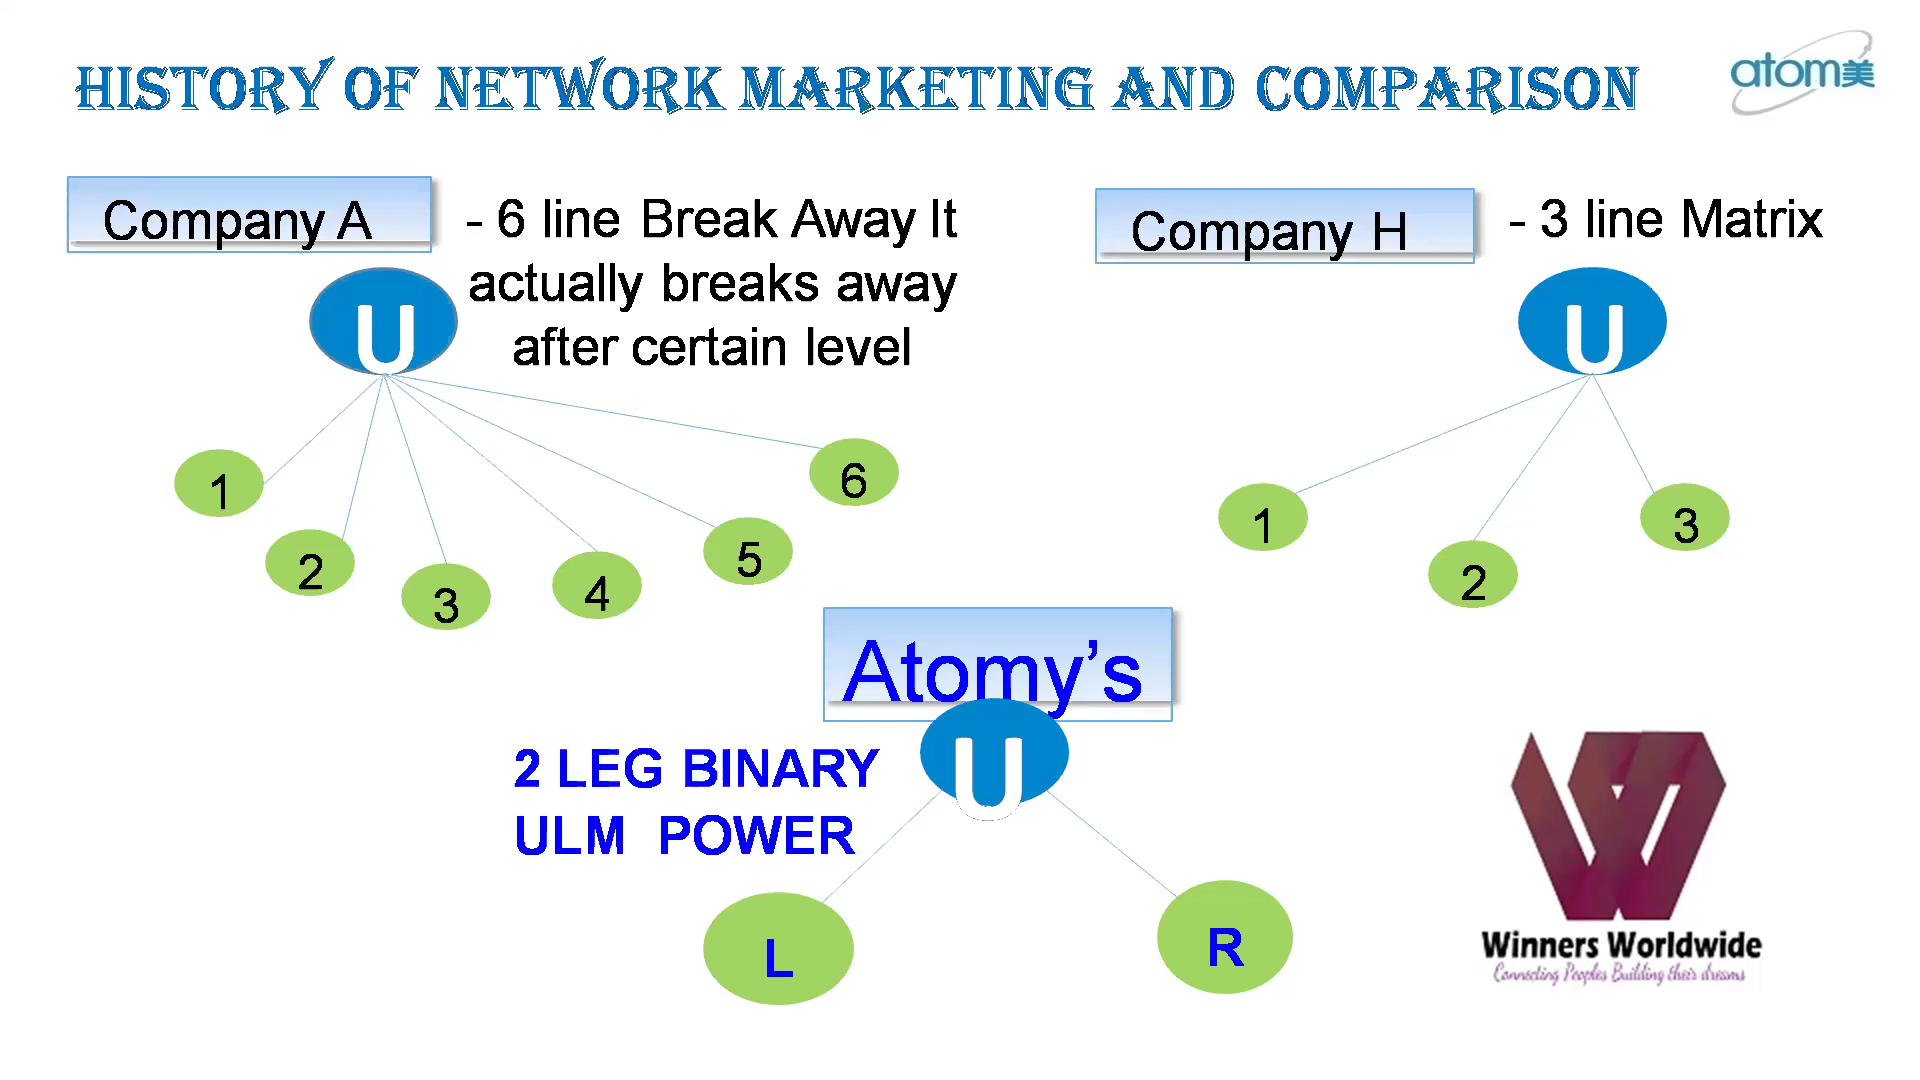 HISTORY OF NETWORK MARKETING AND COMPARISON
atom美
Company A
- 6 line Break Away It
actually breaks away
after certain level
U
1
2
3
4
5
6
Company H
- 3 line Matrix
U
1
2
3
Atomy’s
U
2 LEG BINARY
ULM POWER
L
R
Winners Worldwide
Connecting Peoples Building their dreams